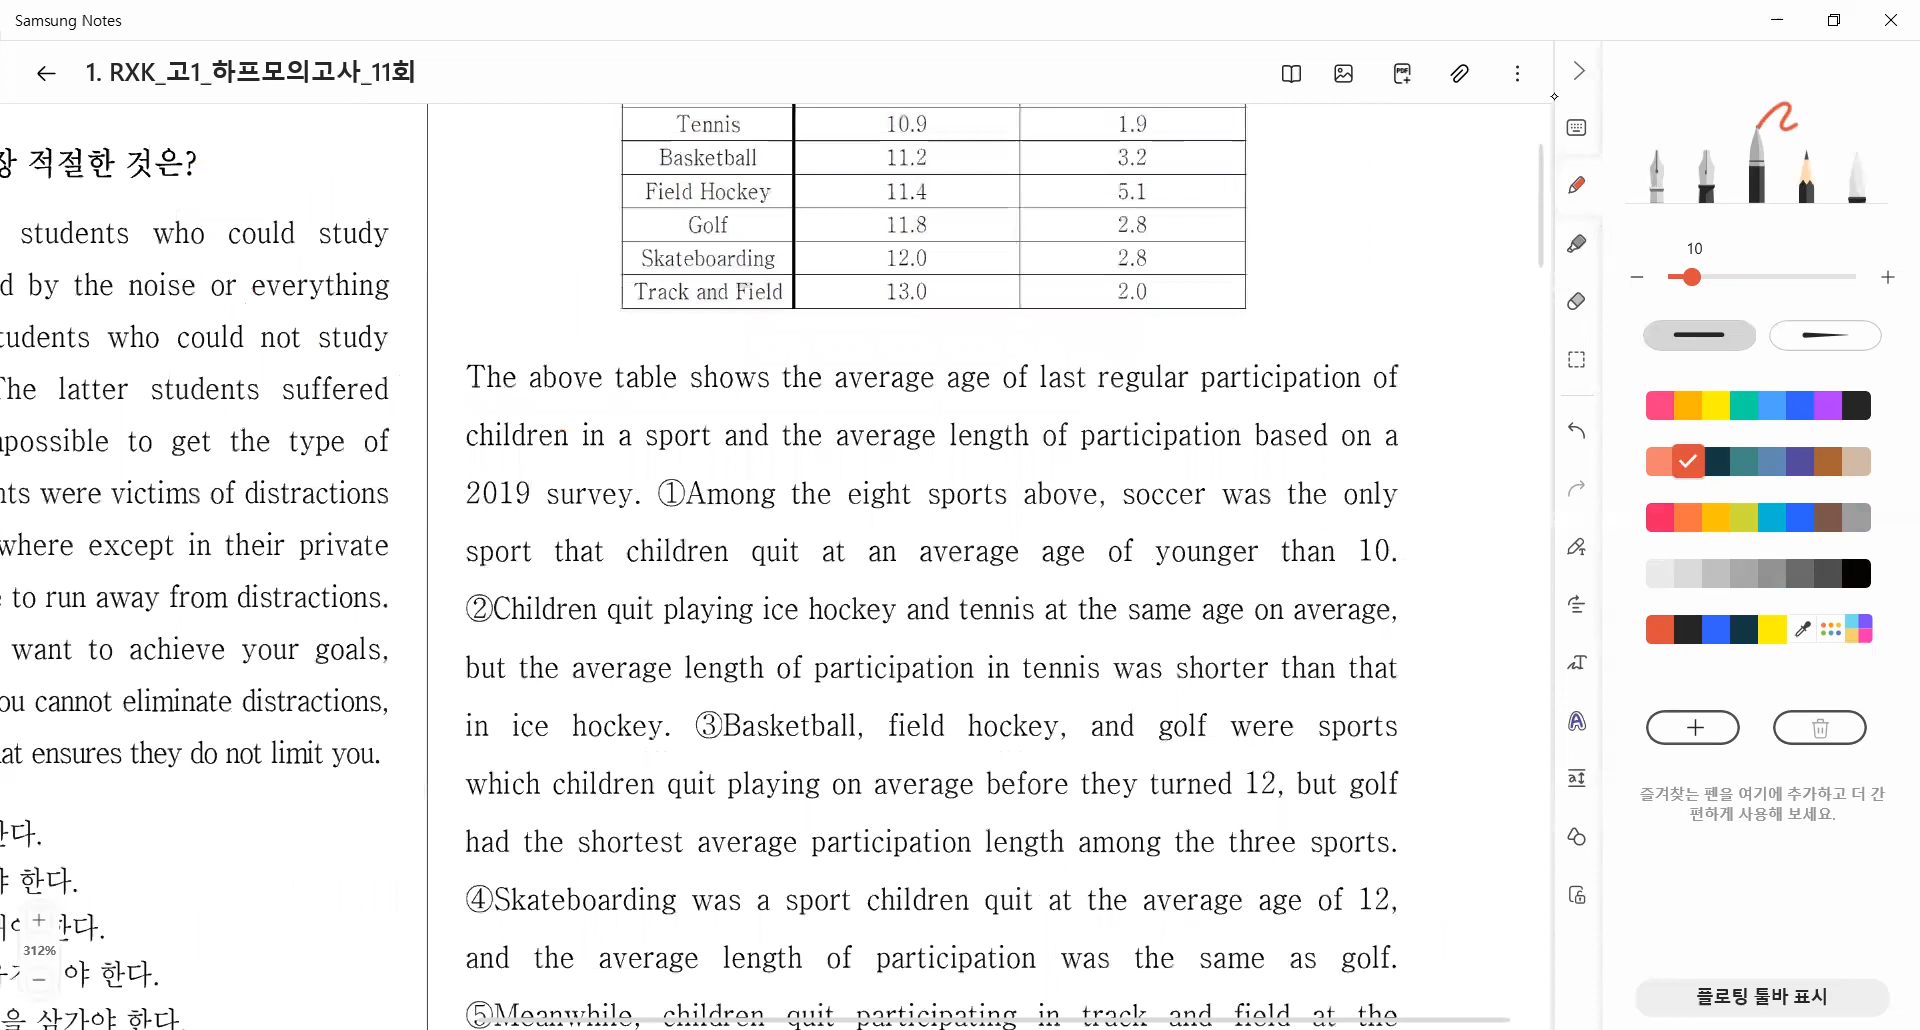 Samsung Notes
1. RXK_고1_하프모의고사_11회
장 적절한 것은?
students who could study
d by the noise or everything
tudents who could not study
The latter students suffered
mpossible to get the type of
nts were victims of distractions
where except in their private
e to run away from distractions.
want to achieve your goals,
ou cannot eliminate distractions,
hat ensures they do not limit you.
한다.
야 한다.
한다.
야 한다.
을 삼가야 한다.
312%
Tennis 10.9 1.9
Basketball 11.2 3.2
Field Hockey 11.4 5.1
Golf 11.8 2.8
Skateboarding 12.0 2.8
Track and Field 13.0 2.0
The above table shows the average age of last regular participation of
children in a sport and the average length of participation based on a
2019 survey. ①Among the eight sports above, soccer was the only
sport that children quit at an average age of younger than 10.
②Children quit playing ice hockey and tennis at the same age on average,
but the average length of participation in tennis was shorter than that
in ice hockey. ③Basketball, field hockey, and golf were sports
which children quit playing on average before they turned 12, but golf
had the shortest average participation length among the three sports.
④Skateboarding was a sport children quit at the average age of 12,
and the average length of participation was the same as golf.
⑤Meanwhile, children quit participating in track and field at the
10
즐겨찾는 펜을 여기에 추가하고 더 간
편하게 사용해 보세요.
플로팅 툴바 표시